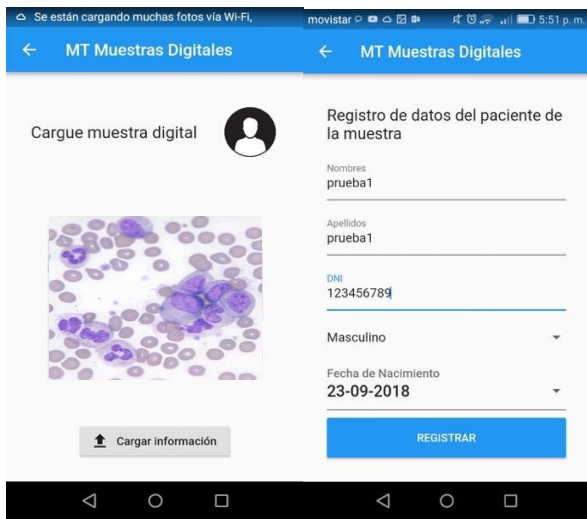 Se están cargando muchas fotos vía Wi-Fi,
MT Muestras Digitales
Cargue muestra digital
Cargar información
movistar 5:51 p. m.
MT Muestras Digitales
Registro de datos del paciente de
la muestra
Nombres
prueba1
Apellidos
prueba1
DNI
123456789
Masculino
Fecha de Nacimiento
23-09-2018
REGISTRAR